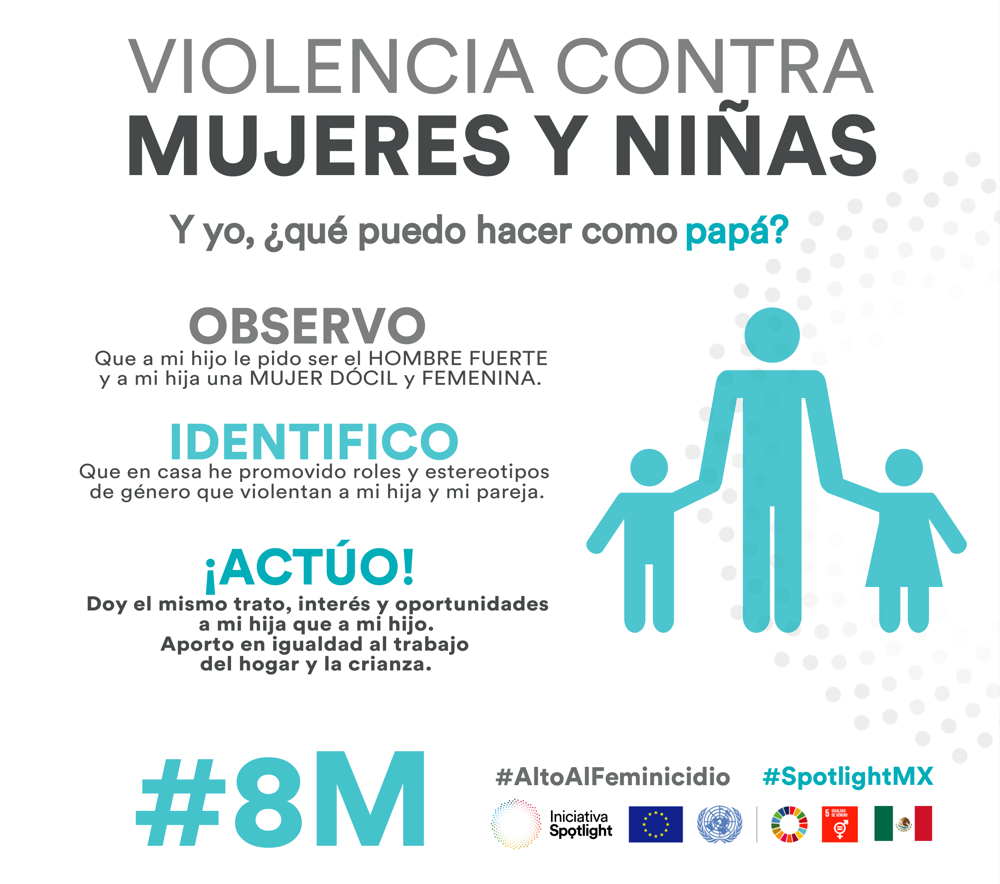 VIOLENCIA CONTRA
MUJERES Y NIÑAS
Y yo, ¿qué puedo hacer como papá?
OBSERVO
Que a mi hijo le pido ser el HOMBRE FUERTE
y a mi hija una MUJER DÓCIL y FEMENINA.
IDENTIFICO
Que en casa he promovido roles y estereotipos
de género que violentan a mi hija y mi pareja.
¡ACTÚO!
Doy el mismo trato, interés y oportunidades
a mi hija que a mi hijo.
Aporto en igualdad al trabajo
del hogar y la crianza.
#8M
#AltoAlFeminicidio #SpotlightMX
Iniciativa
Spotlight
5 IGUALDAD
DE GÉNERO